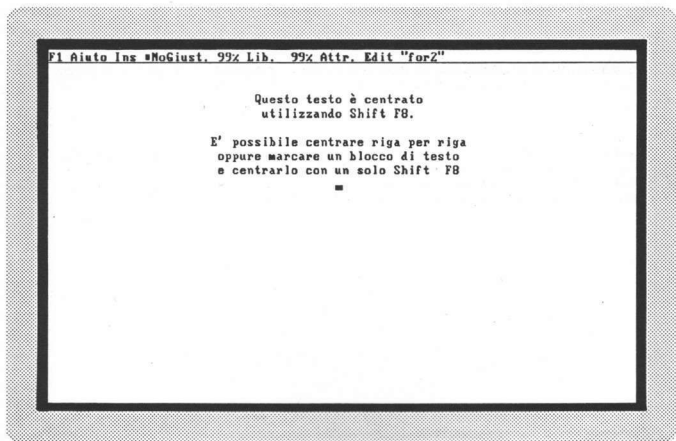 F1 Aiuto Ins ■NoGiust. 99% Lib. 99% Attr. Edit "for2"
Questo testo è centrato
utilizzando Shift F8.
E' possibile centrare riga per riga
oppure marcare un blocco di testo
e centrarlo con un solo Shift F8